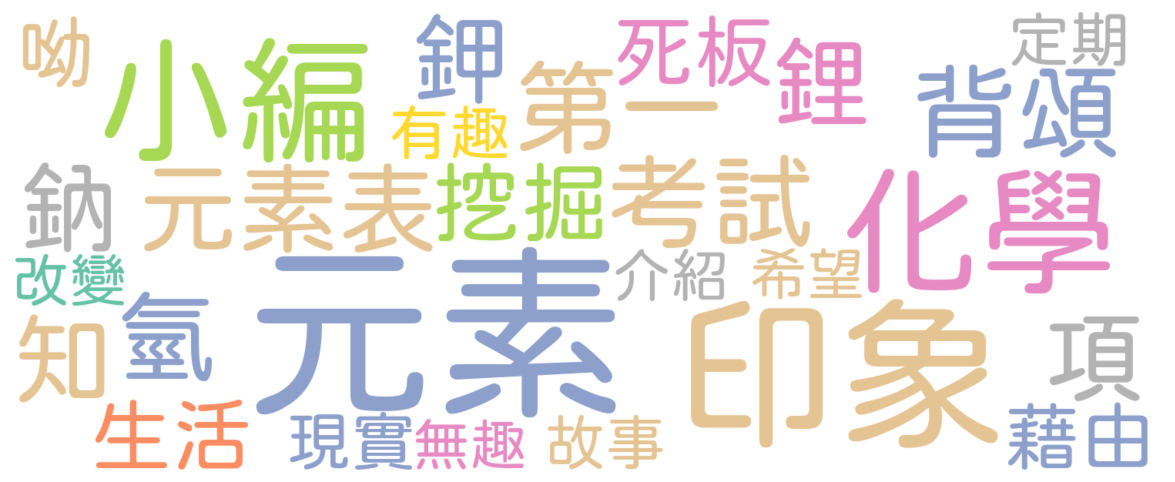 呦
小編
鉀
有趣
第一
死板
鋰
定期
背頌
鈉
元素表
挖掘
考試
化學
改變
氫
元素
介紹
希望
知
印象
項
生活
現實
無趣
故事
藉由